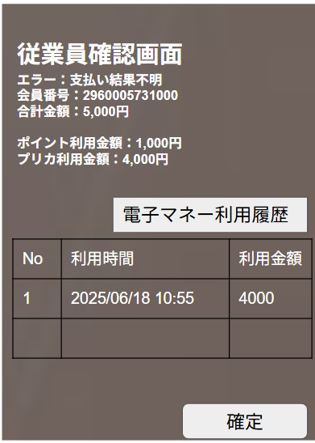 従業員確認画面
エラー：支払い結果不明
会員番号：2960005731000
合計金額：5,000円
ポイント利用金額：1,000円
プリカ利用金額：4,000円
電子マネー利用履歴
No 利用時間 利用金額
1 2025/06/18 10:55 4000
確定